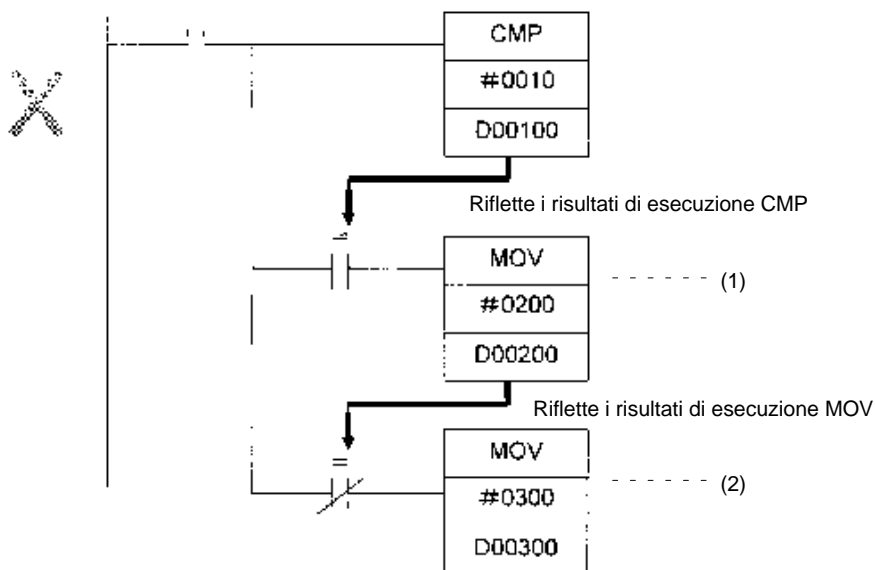 CMP
#0010
D00100
Riflette i risultati di esecuzione CMP
MOV
(1)
#0200
D00200
Riflette i risultati di esecuzione MOV
=
MOV
(2)
#0300
D00300